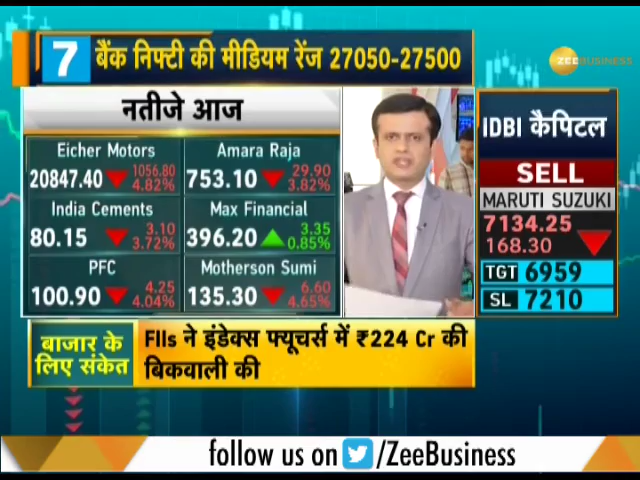 7 बैंक निफ्टी की मीडियम रेंज 27050-27500
ZEEBUSINESS
नतीजे आज
Eicher Motors
20847.40 1056.80 4.82%
Amara Raja
753.10 29.90 3.82%
India Cements
80.15 3.10 3.72%
Max Financial
396.20 3.35 0.85%
PFC
100.90 4.25 4.04%
Motherson Sumi
135.30 6.60 4.65%
IDBI कैपिटल
SELL
MARUTI SUZUKI
7134.25
168.30
TGT 6959
SL 7210
बाजार के
लिए संकेत
FIIs ने इंडेक्स फ्यूचर्स में ₹224 Cr की
बिकवाली की
follow us on /ZeeBusiness